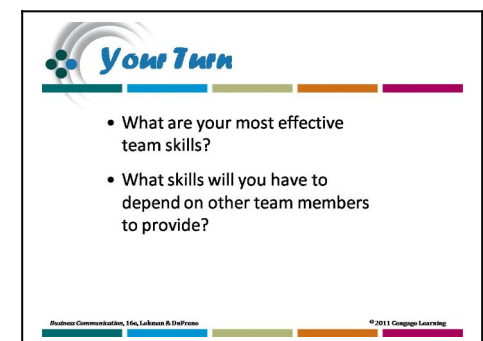 Your Turn
• What are your most effective
team skills?
• What skills will you have to
depend on other team members
to provide?
Business Communication, 16e, Lehman & DuFrene
© 2011 Cengage Learning